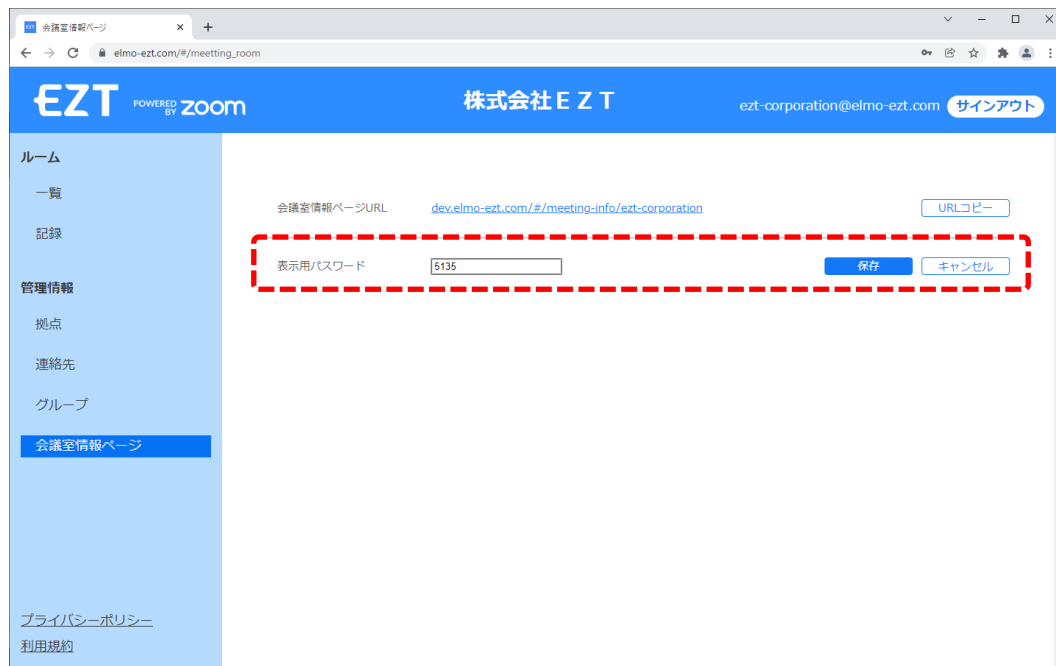 会議室情報ページ
elmo-ezt.com/#/meetting_room
EZT POWERED BY zoom
株式会社ＥＺＴ
ezt-corporation@elmo-ezt.com サインアウト
ルーム
一覧
記録
管理情報
拠点
連絡先
グループ
会議室情報ページ
プライバシーポリシー
利用規約
会議室情報ページURL dev.elmo-ezt.com/#/meeting-info/ezt-corporation URLコピー
表示用パスワード 5135 保存 キャンセル